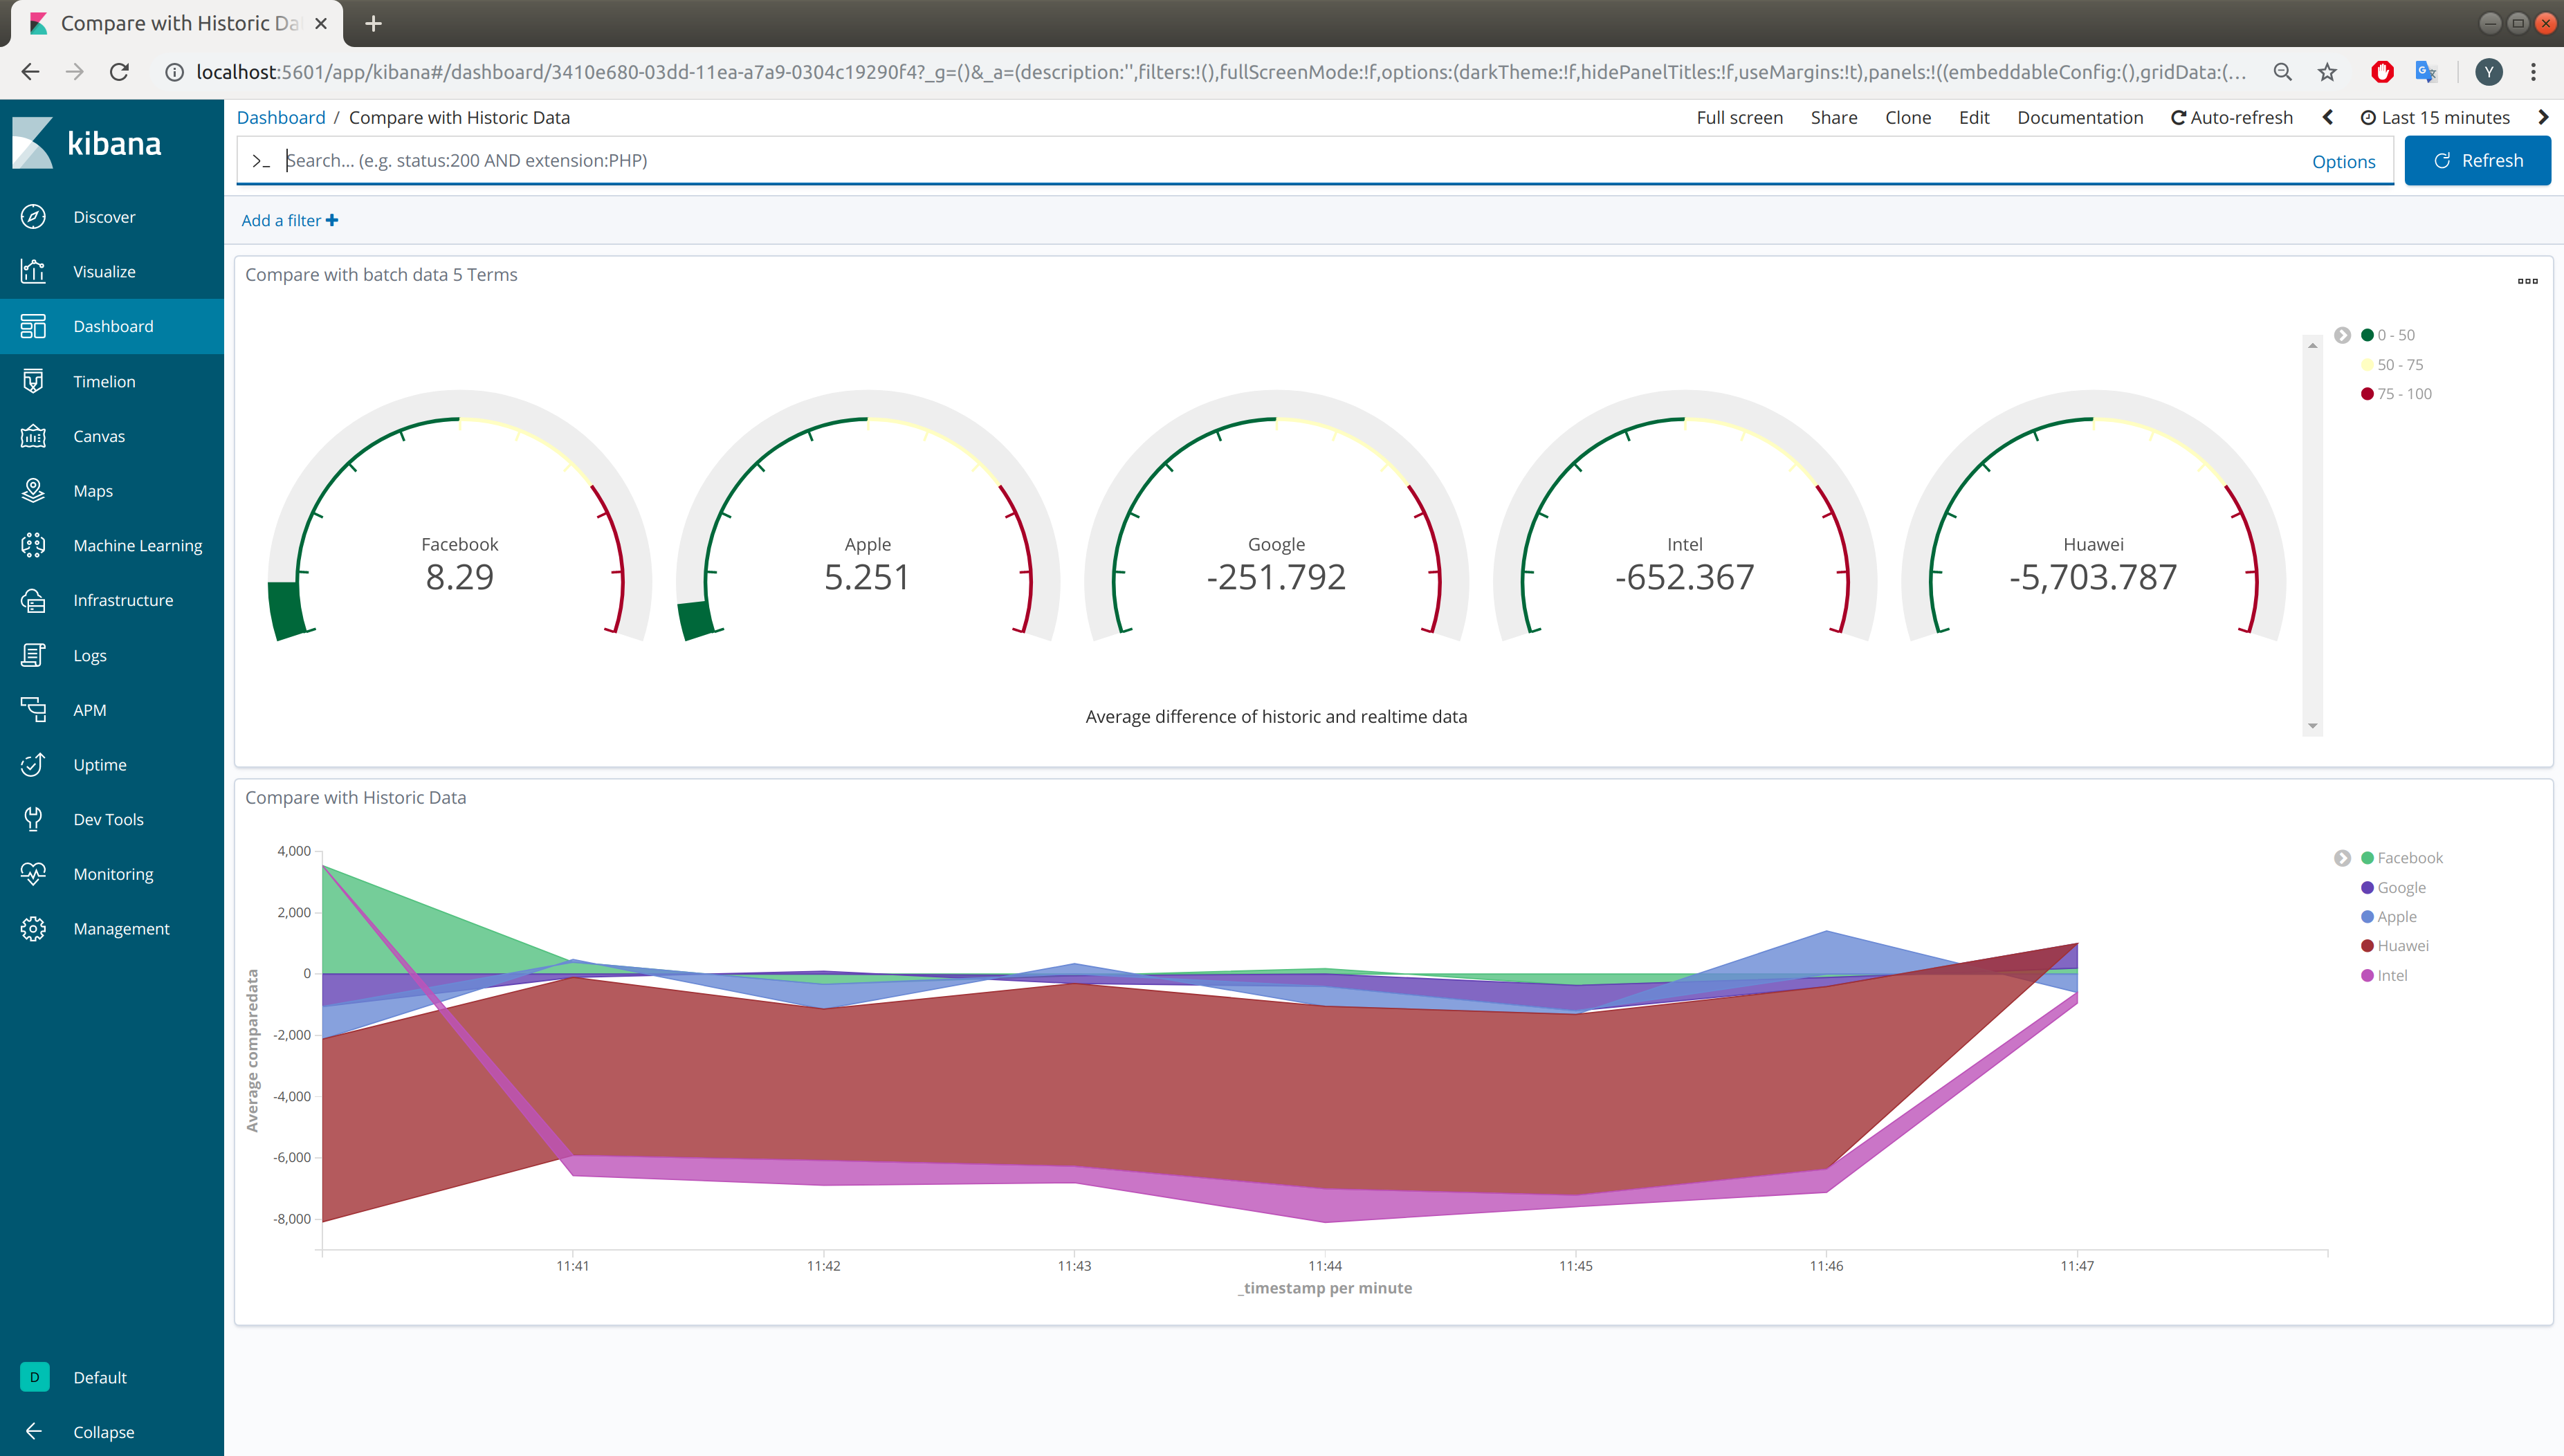 Compare with Historic Da
localhost:5601/app/kibana#/dashboard/3410e680-03dd-11ea-a7a9-0304c19290f4?_g=()&_a=(description:'',filters:!(),fullScreenMode:!f,options:(darkTheme:!f,hidePanelTitles:!f,useMargins:!t),panels:!((embeddableConfig:(),gridData:(...
Y
kibana
Discover
Visualize
Dashboard
Timelion
Canvas
Maps
Machine Learning
Infrastructure
Logs
APM
Uptime
Dev Tools
Monitoring
Management
D Default
Collapse
Dashboard / Compare with Historic Data
Full screen Share Clone Edit Documentation Auto-refresh Last 15 minutes
>_ Search... (e.g. status:200 AND extension:PHP) Options Refresh
Add a filter +
Compare with batch data 5 Terms
0 - 50
50 - 75
75 - 100
Facebook Apple Google Intel Huawei
8.29 5.251 -251.792 -652.367 -5,703.787
Average difference of historic and realtime data
Compare with Historic Data
Average comparedata
4,000
2,000
0
-2,000
-4,000
-6,000
-8,000
11:41 11:42 11:43 11:44 11:45 11:46 11:47
_timestamp per minute
Facebook
Google
Apple
Huawei
Intel